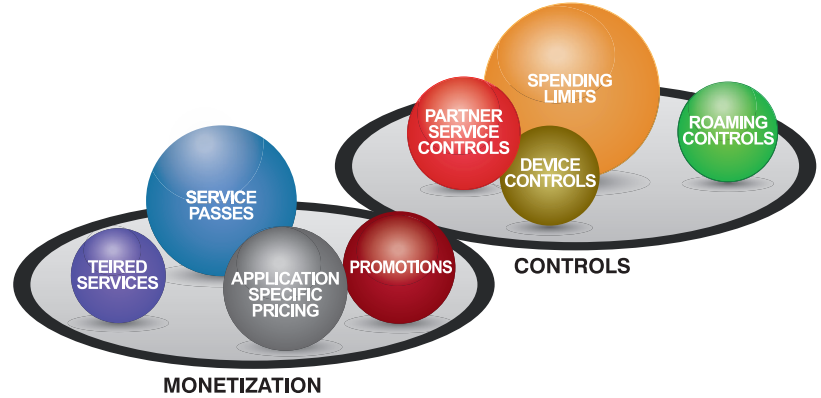 SPENDING
LIMITS
PARTNER
SERVICE
CONTROLS
ROAMING
CONTROLS
DEVICE
CONTROLS
CONTROLS
SERVICE
PASSES
TEIRED
SERVICES
APPLICATION
SPECIFIC
PRICING
PROMOTIONS
MONETIZATION